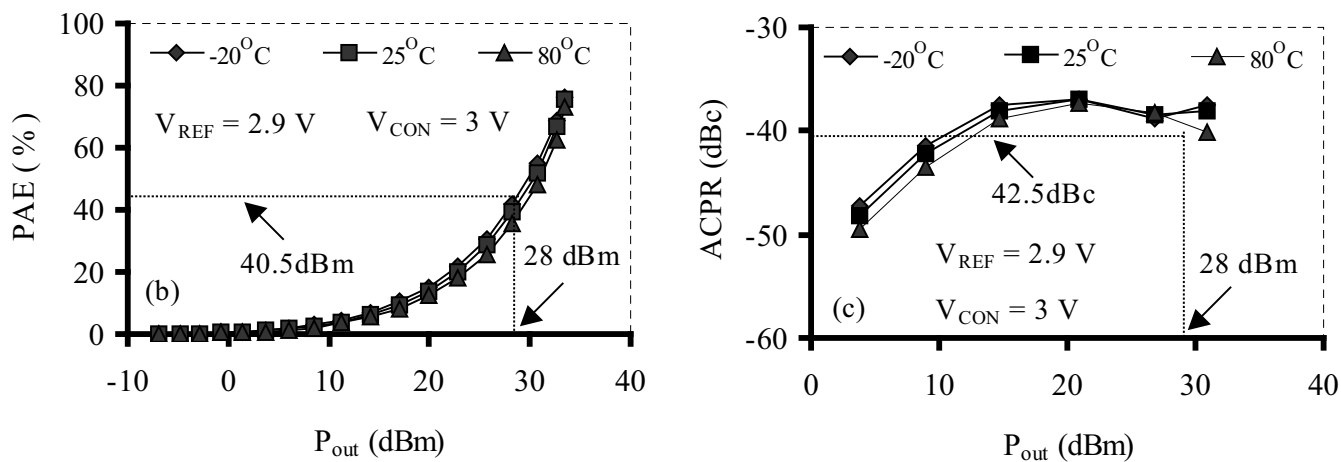 100
80
60
40
20
0
PAE ( % )
-20°C 25°C 80°C
V_REF = 2.9 V V_CON = 3 V
40.5dBm
28 dBm
(b)
-10 0 10 20 30 40
P_out (dBm)
-30
-40
-50
-60
ACPR (dBc)
-20°C 25°C 80°C
42.5dBc
V_REF = 2.9 V
28 dBm
V_CON = 3 V
(c)
0 10 20 30 40
P_out (dBm)